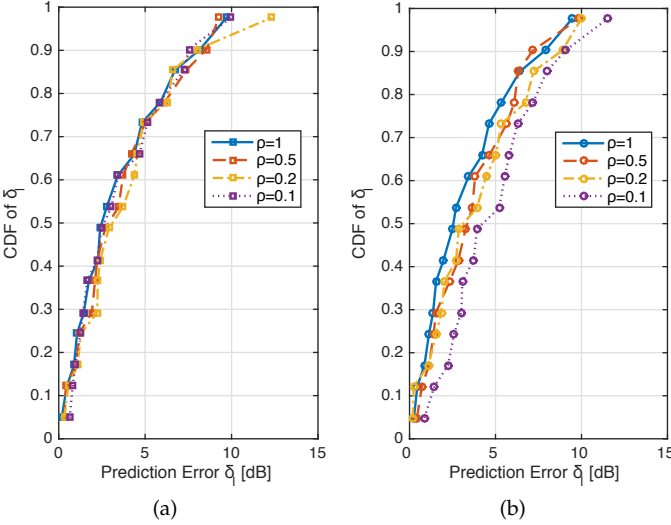 1
0.9
0.8
0.7
0.6
0.5
0.4
0.3
0.2
0.1
0
CDF of δl
ρ=1
ρ=0.5
ρ=0.2
ρ=0.1
0 5 10 15
Prediction Error δl [dB]
(a)
1
0.9
0.8
0.7
0.6
0.5
0.4
0.3
0.2
0.1
0
CDF of δl
ρ=1
ρ=0.5
ρ=0.2
ρ=0.1
0 5 10 15
Prediction Error δl [dB]
(b)